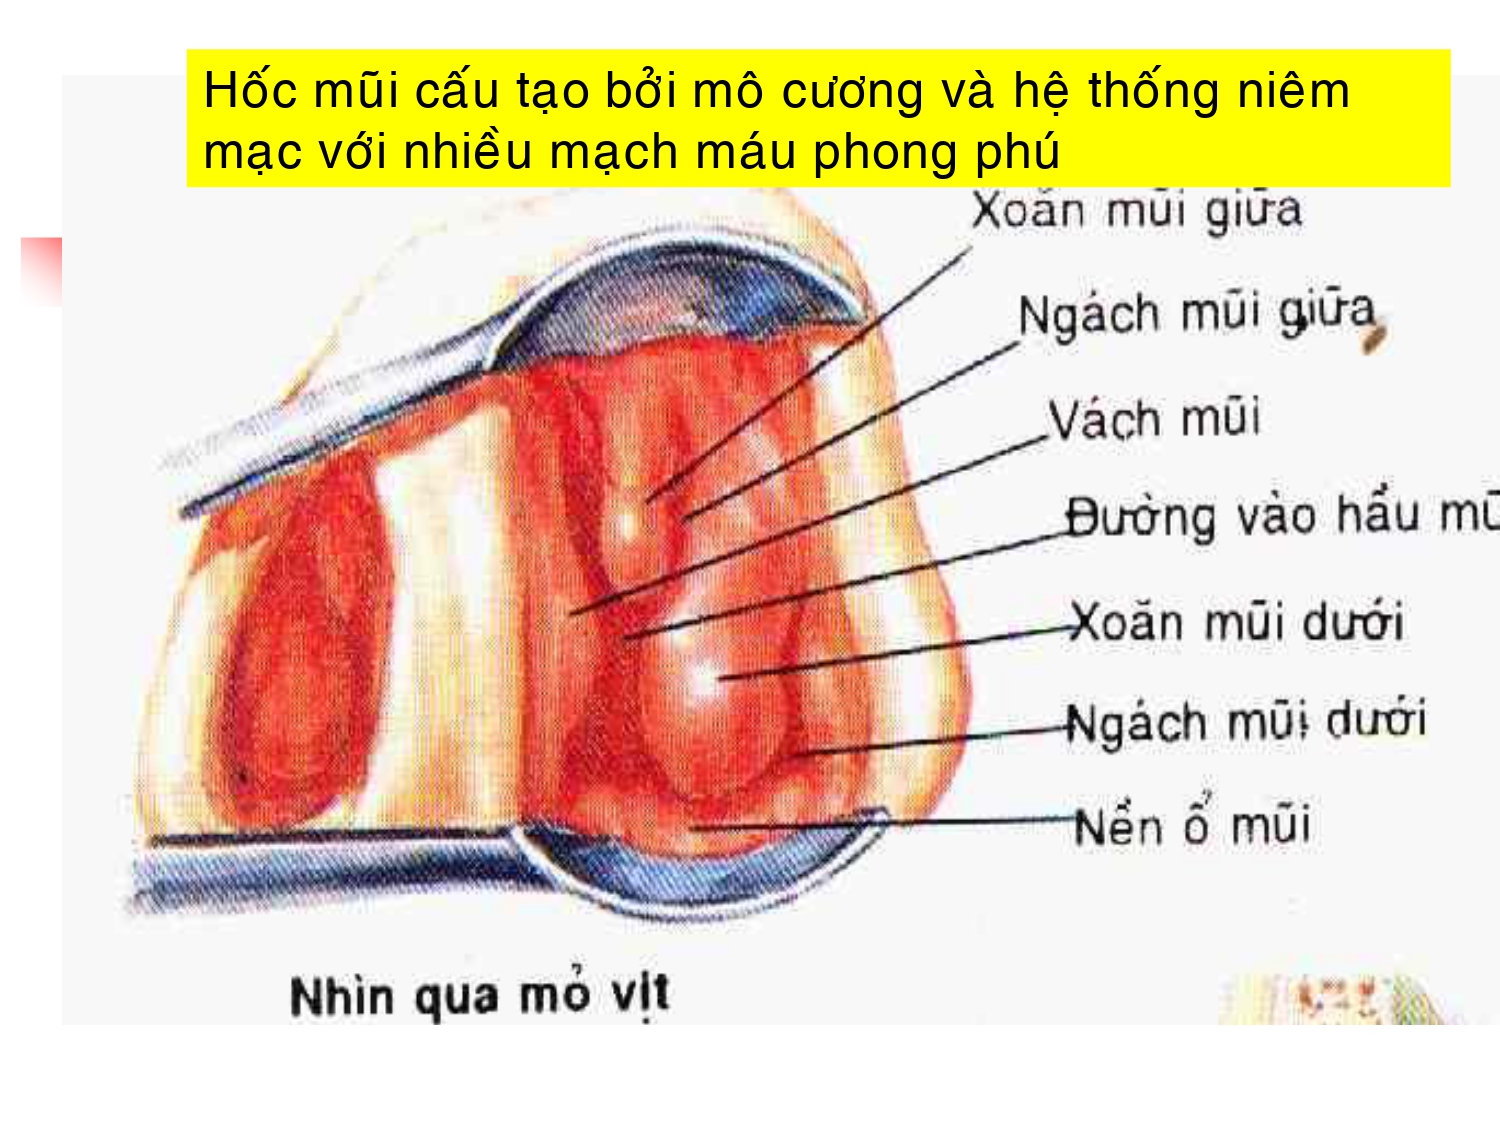 Hốc mũi cấu tạo bởi mô cương và hệ thống niêm
mạc với nhiều mạch máu phong phú
Xoăn mũi giữa
Ngách mũi giữa
Vách mũi
Đường vào hầu
Xoăn mũi dưới
Ngách mũi dưới
Nền ổ mũi
Nhìn qua mỏ vịt